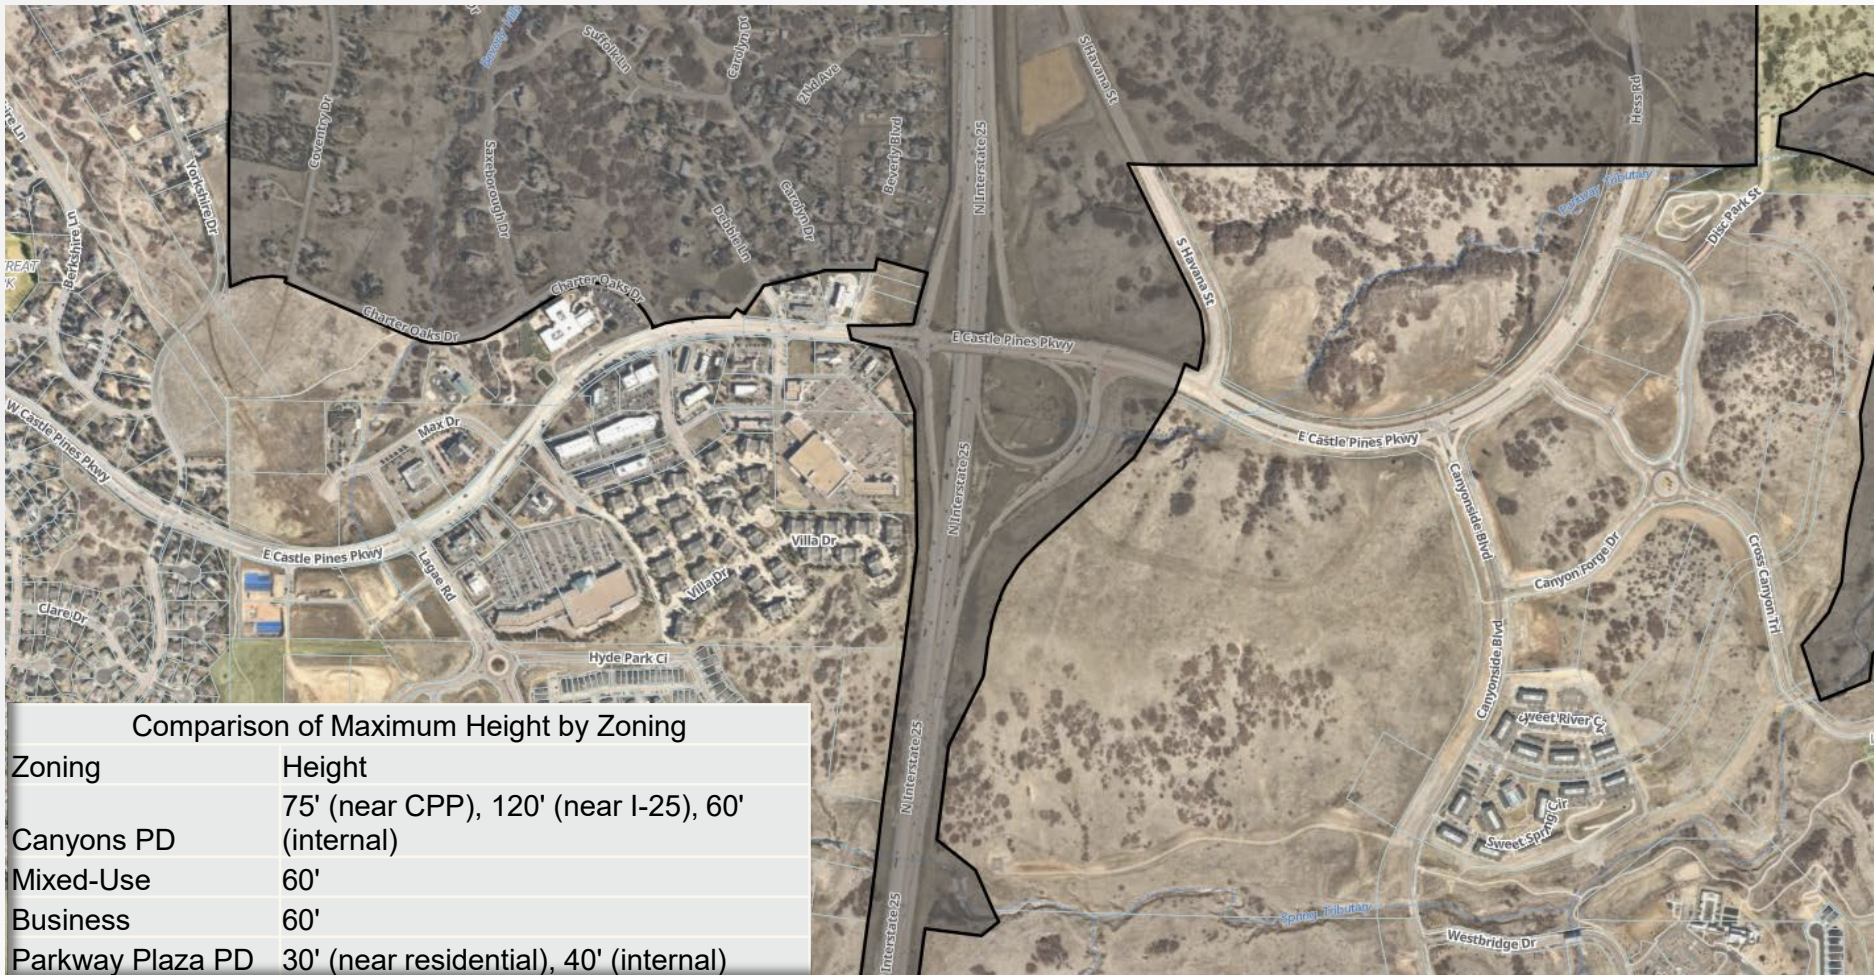 Suffolk Ln
Carolyn Dr
2Nd Ave
S Havana St
Hess Rd
Coventry Dr
Yorkshire Dr
Saxeborough Dr
Beverly Blvd
N Interstate 25
Carolyn Dr
Debbie Ln
Parkway Tributary
Disc Park St
Berkshire Ln
S Havana St
Charter Oaks Dr
Charter Oaks Dr
E Castle Pines Pkwy
W Castle Pines Pkwy
Max Dr
E Castle Pines Pkwy
N Interstate 25
Canyonside Blvd
E Castle Pines Pkwy
Lagae Rd
Villa Dr
Villa Dr
Canyon Forge Dr
Cross Canyon Trl
Clare Dr
Hyde Park Ci
Canyonside Blvd
N Interstate 25
Sweet Spring Cir
Spring Tributary
Westbridge Dr
Interstate 25
Comparison of Maximum Height by Zoning
Zoning Height
Canyons PD 75' (near CPP), 120' (near I-25), 60'
(internal)
Mixed-Use 60'
Business 60'
Parkway Plaza PD 30' (near residential), 40' (internal)